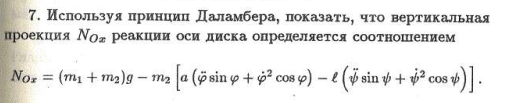 7. Используя принцип Даламбера, показать, что вертикальная
проекция N_{Ox} реакции оси диска определяется соотношением
N_{Ox} = (m_1 + m_2)g − m_2 [a (φ̈ sin φ + φ̇² cos φ) − ℓ (ψ̈ sin ψ + ψ̇² cos ψ)] .